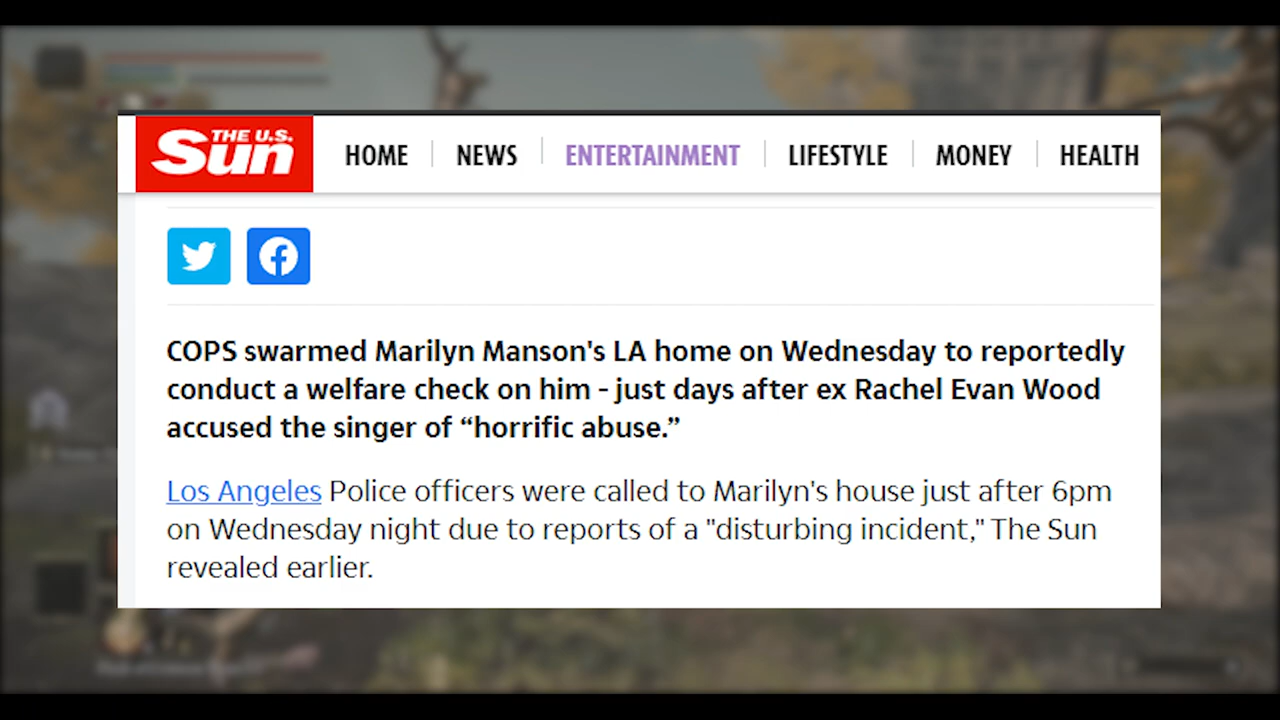 THE U.S.
Sun
HOME NEWS ENTERTAINMENT LIFESTYLE MONEY HEALTH
COPS swarmed Marilyn Manson's LA home on Wednesday to reportedly
conduct a welfare check on him - just days after ex Rachel Evan Wood
accused the singer of “horrific abuse.”
Los Angeles Police officers were called to Marilyn's house just after 6pm
on Wednesday night due to reports of a "disturbing incident," The Sun
revealed earlier.